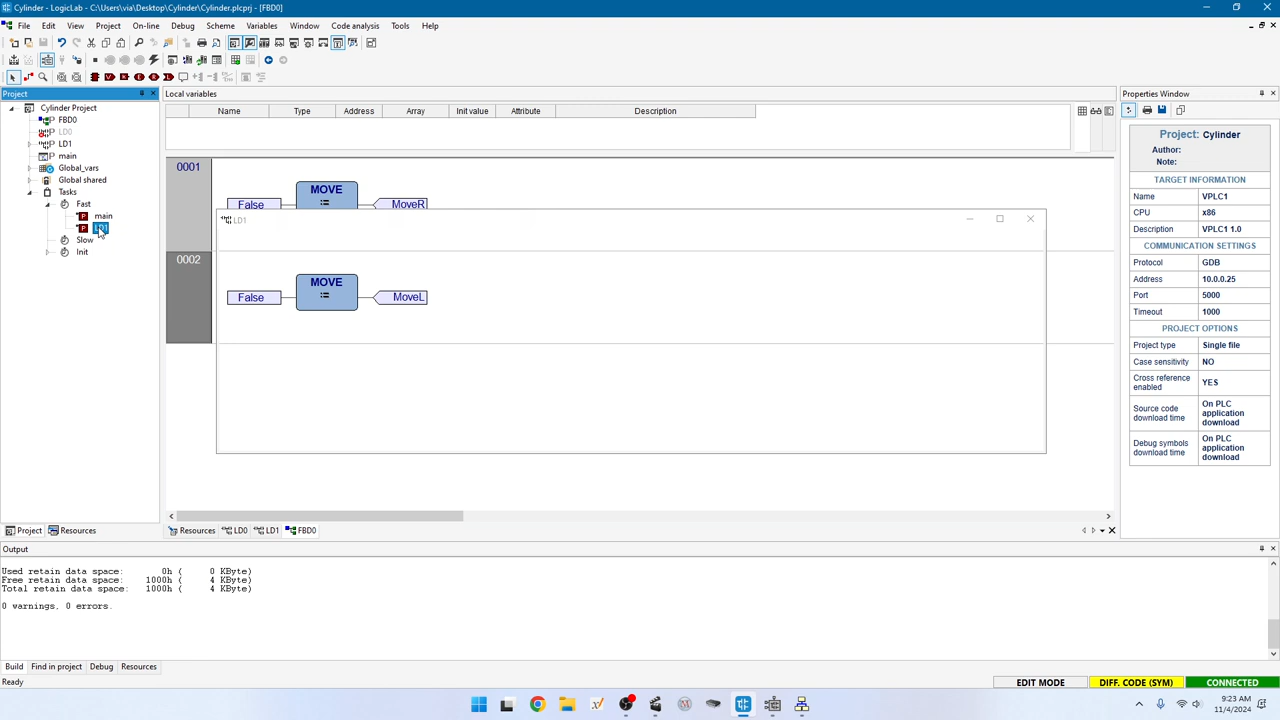 Cylinder - LogicLab - C:\Users\via\Desktop\Cylinder\Cylinder.plcprj - [FBD0]
File Edit View Project On-line Debug Scheme Variables Window Code analysis Tools Help
Project
Cylinder Project
FBD0
LD0
LD1
main
Global_vars
Global shared
Tasks
Fast
main
LD1
Slow
Init
Project Resources
Local variables
Name Type Address Array Init value Attribute Description
0001
MOVE
:=
False
MoveR
LD1
0002
MOVE
:=
False
MoveL
Resources LD0 LD1 FBD0
Properties Window
Project: Cylinder
Author:
Note:
TARGET INFORMATION
Name VPLC1
CPU x86
Description VPLC1 1.0
COMMUNICATION SETTINGS
Protocol GDB
Address 10.0.0.25
Port 5000
Timeout 1000
PROJECT OPTIONS
Project type Single file
Case sensitivity NO
Cross reference enabled YES
Source code download time On PLC application download
Debug symbols download time On PLC application download
Output
Used retain data space: 0h ( 0 KByte)
Free retain data space: 1000h ( 4 KByte)
Total retain data space: 1000h ( 4 KByte)
0 warnings, 0 errors.
Build Find in project Debug Resources
Ready
EDIT MODE DIFF. CODE (SYM) CONNECTED
9:23 AM
11/4/2024